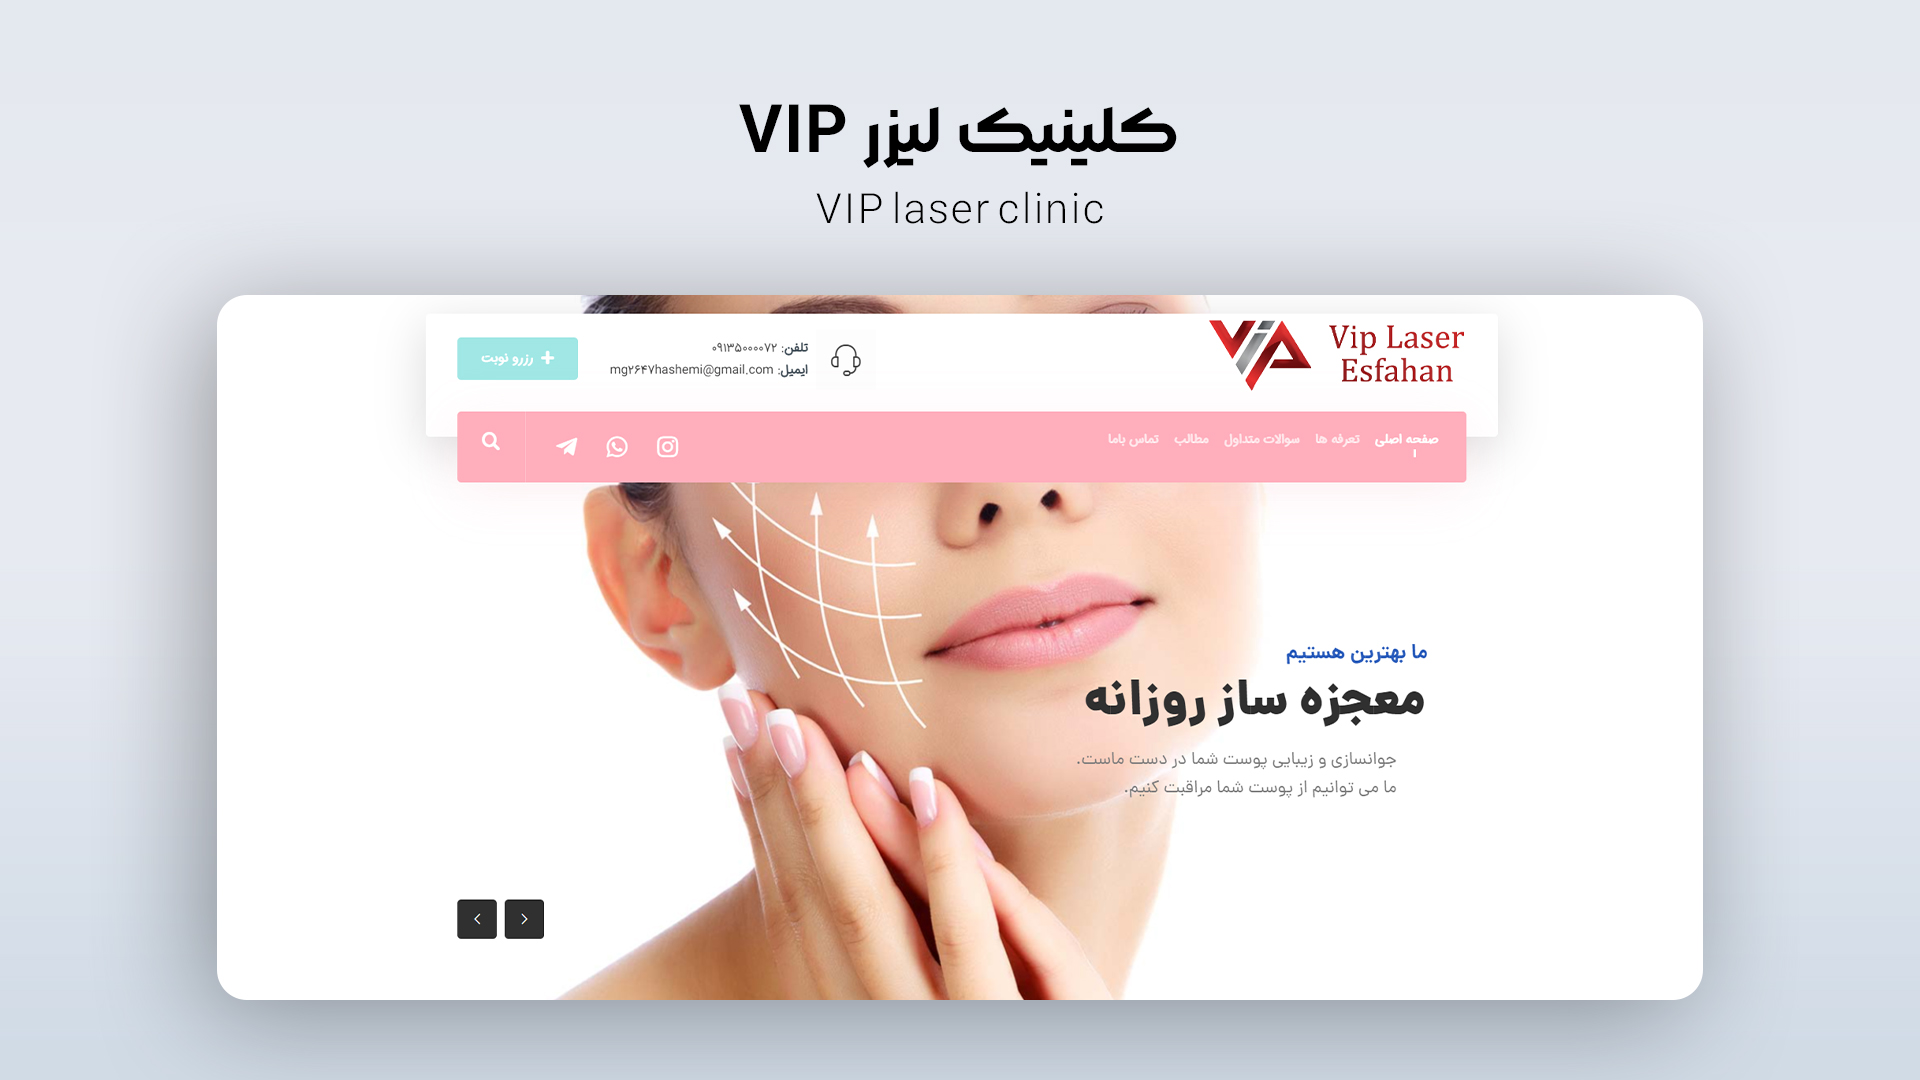 کلینیک لیزر VIP
VIP laser clinic
Vip Laser
Esfahan
تلفن: ۰۹۱۳۵۰۰۰۰۷۲
ایمیل: mg۲۶۴۷hashemi@gmail.com
رزرو نوبت
صفحه اصلی تعرفه ها سوالات متداول مطالب تماس باما
ما بهترین هستیم
معجزه ساز روزانه
جوانسازی و زیبایی پوست شما در دست ماست.
ما می توانیم از پوست شما مراقبت کنیم.